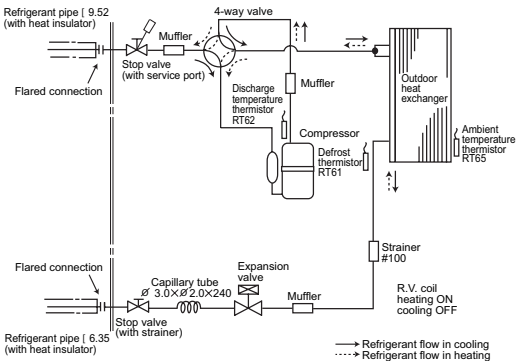 Refrigerant pipe [ 9.52
(with heat insulator)
4-way valve
Muffler
Stop valve
(with service port)
Flared connection
Muffler
Discharge
temperature
thermistor
RT62
Compressor
Defrost
thermistor
RT61
Outdoor
heat
exchanger
Ambient
temperature
thermistor
RT65
Strainer
#100
Flared connection
Capillary tube
Ø 3.0×Ø 2.0×240
Expansion
valve
Muffler
R.V. coil
heating ON
cooling OFF
Stop valve
(with strainer)
Refrigerant pipe [ 6.35
(with heat insulator)
Refrigerant flow in cooling
Refrigerant flow in heating